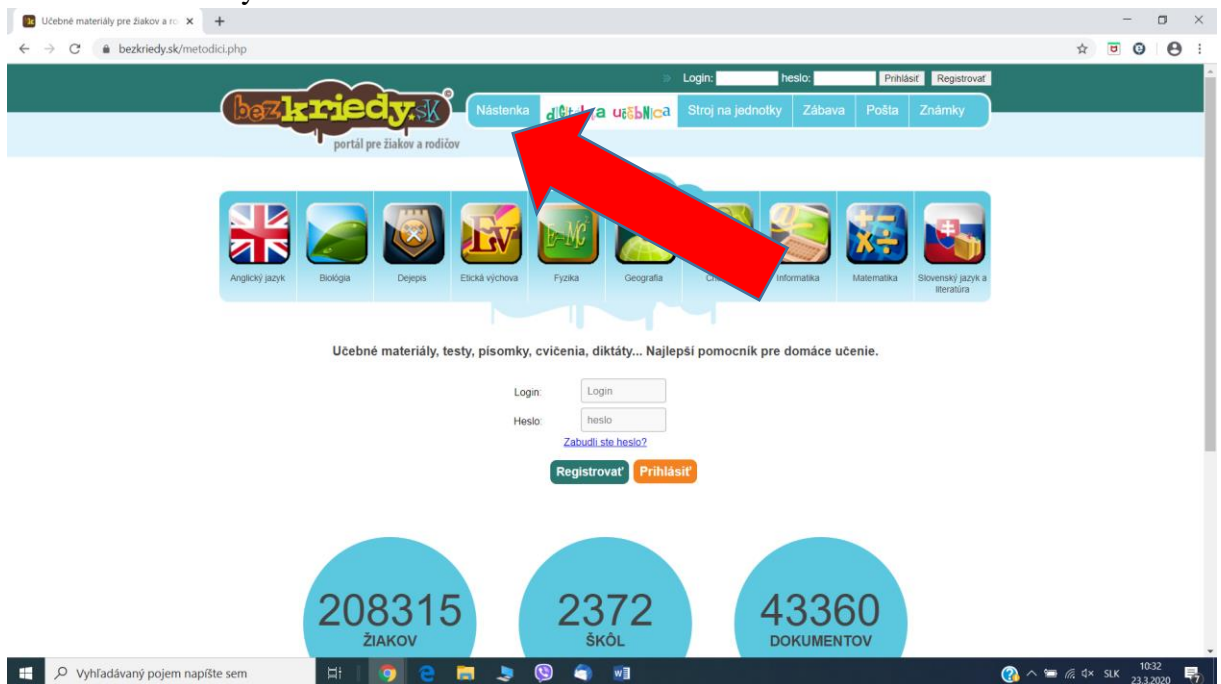 Učebné materiály pre žiakov a ro
bezkriedy.sk/metodici.php
Login: heslo: Prihlásiť Registrovať
bezkriedy.sk
portál pre žiakov a rodičov
Nástenka učebnica Stroj na jednotky Zábava Pošta Známky
Anglický jazyk Biológia Dejepis Etická výchova Fyzika Geografia Informatika Matematika Slovenský jazyk a
literatúra
Učebné materiály, testy, písomky, cvičenia, diktáty... Najlepší pomocník pre domáce učenie.
Login: Login
Heslo: heslo
Zabudli ste heslo?
Registrovať Prihlásiť
208315 2372 43360
ŽIAKOV ŠKÔL DOKUMENTOV
Vyhľadávaný pojem napíšte sem
SLK 10:32
23.3.2020